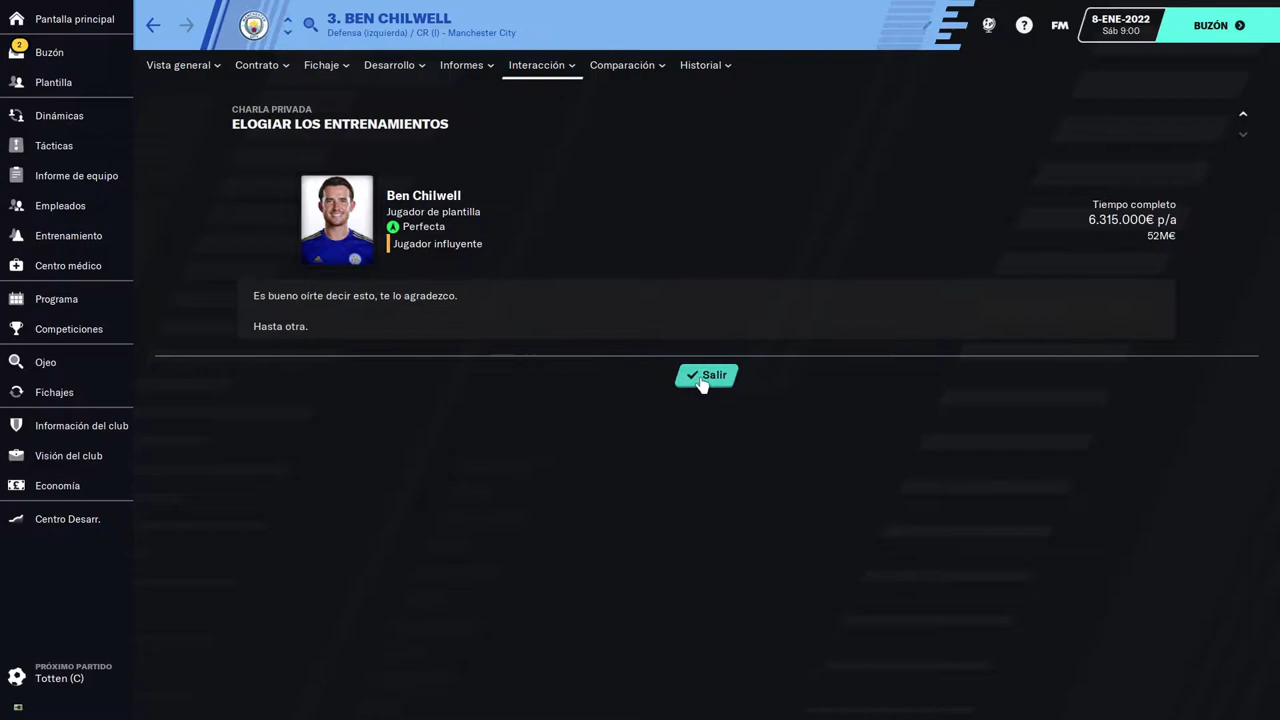 Pantalla principal
2
Buzón
Plantilla
Dinámicas
Tácticas
Informe de equipo
Empleados
Entrenamiento
Centro médico
Programa
Competiciones
Ojeo
Fichajes
Información del club
Visión del club
Economía
Centro Desarr.
PRÓXIMO PARTIDO
Totten (C)
3. BEN CHILWELL
Defensa (izquierda) / CR (I) - Manchester City
?
FM
8-ENE-2022
Sáb 9:00
BUZÓN
Vista general
Contrato
Fichaje
Desarrollo
Informes
Interacción
Comparación
Historial
CHARLA PRIVADA
ELOGIAR LOS ENTRENAMIENTOS
Ben Chilwell
Jugador de plantilla
Perfecta
Jugador influyente
Tiempo completo
6.315.000€ p/a
52M€
Es bueno oírte decir esto, te lo agradezco.
Hasta otra.
Salir